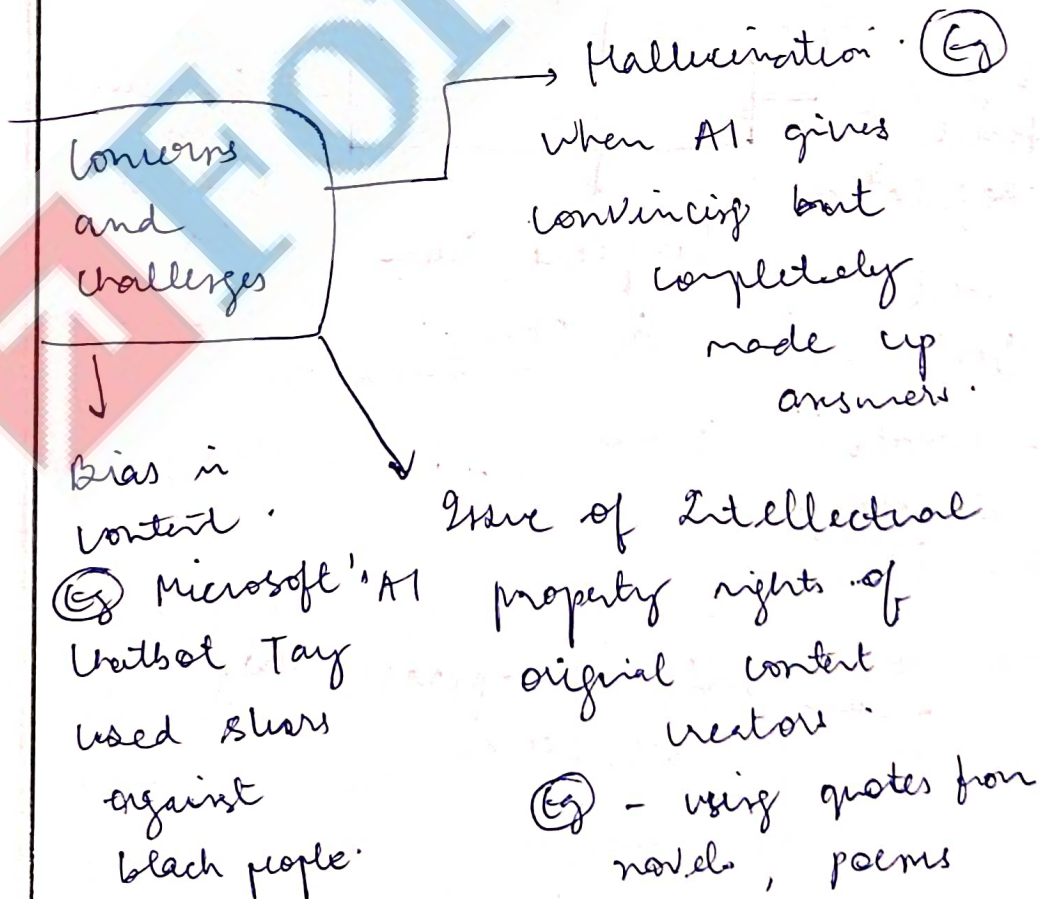 Concerns
and
Challenges
Hallucination. Eg
When AI gives
convincing but
completely
made up
answers.
Bias in
content.
Eg Microsoft's AI
Chatbot Tay
used slurs
against
black people.
Issue of Intellectual
property rights of
original content
creators.
Eg - using quotes from
novels, poems
For